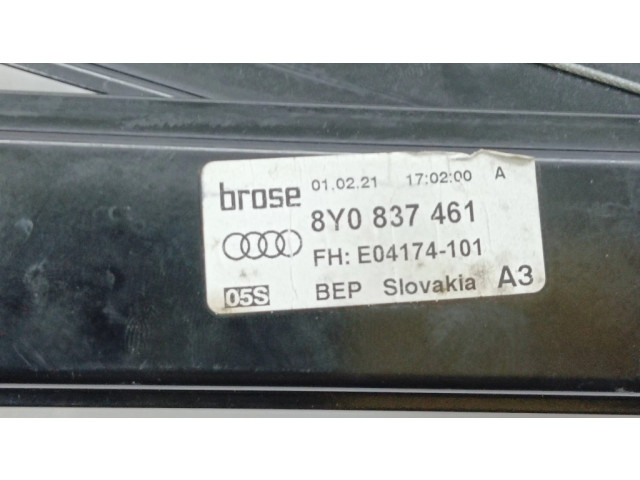 brose 01.02.21 17:02:00 A
8Y0 837 461
FH: E04174-101
05S BEP Slovakia A3